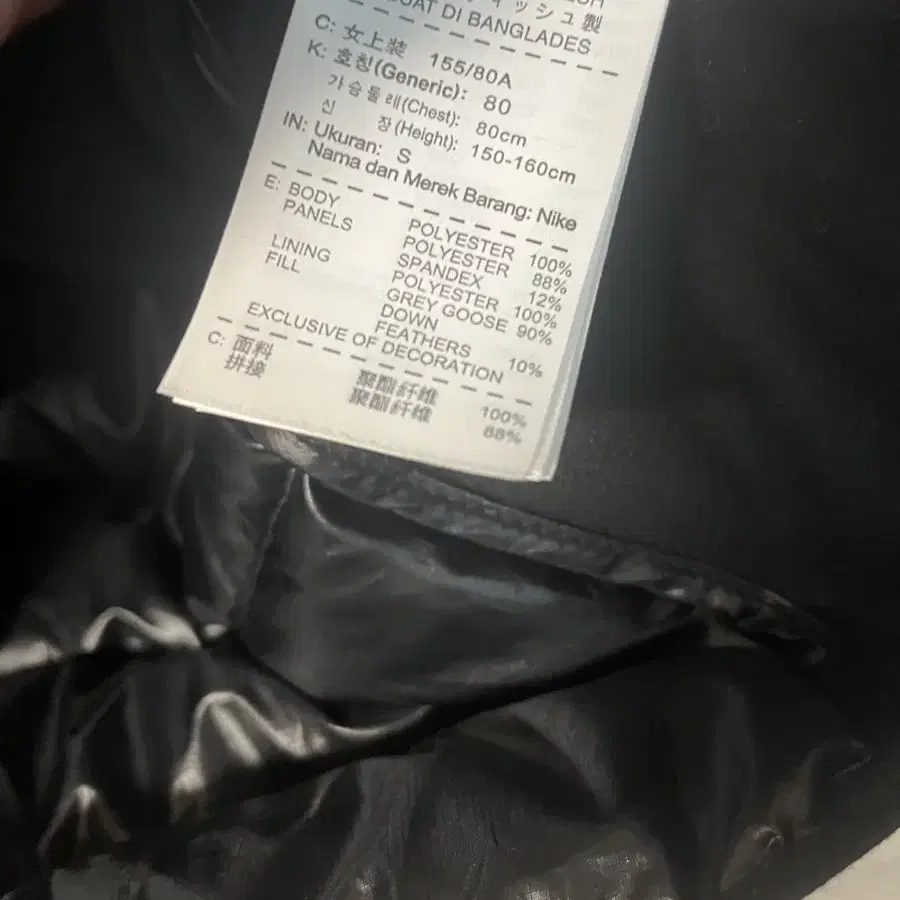 ィッシュ製
UAT DI BANGLADES
C: 女上装 155/80A
K: 호칭(Generic): 80
가슴둘레(Chest): 80cm
신 장(Height): 150-160cm
IN: Ukuran: S
Nama dan Merek Barang: Nike
E: BODY POLYESTER 100%
PANELS POLYESTER 88%
SPANDEX 12%
LINING POLYESTER 100%
FILL GREY GOOSE 90%
DOWN
FEATHERS 10%
EXCLUSIVE OF DECORATION
C: 面料 聚酯纤维 100%
拼接 聚酯纤维 88%